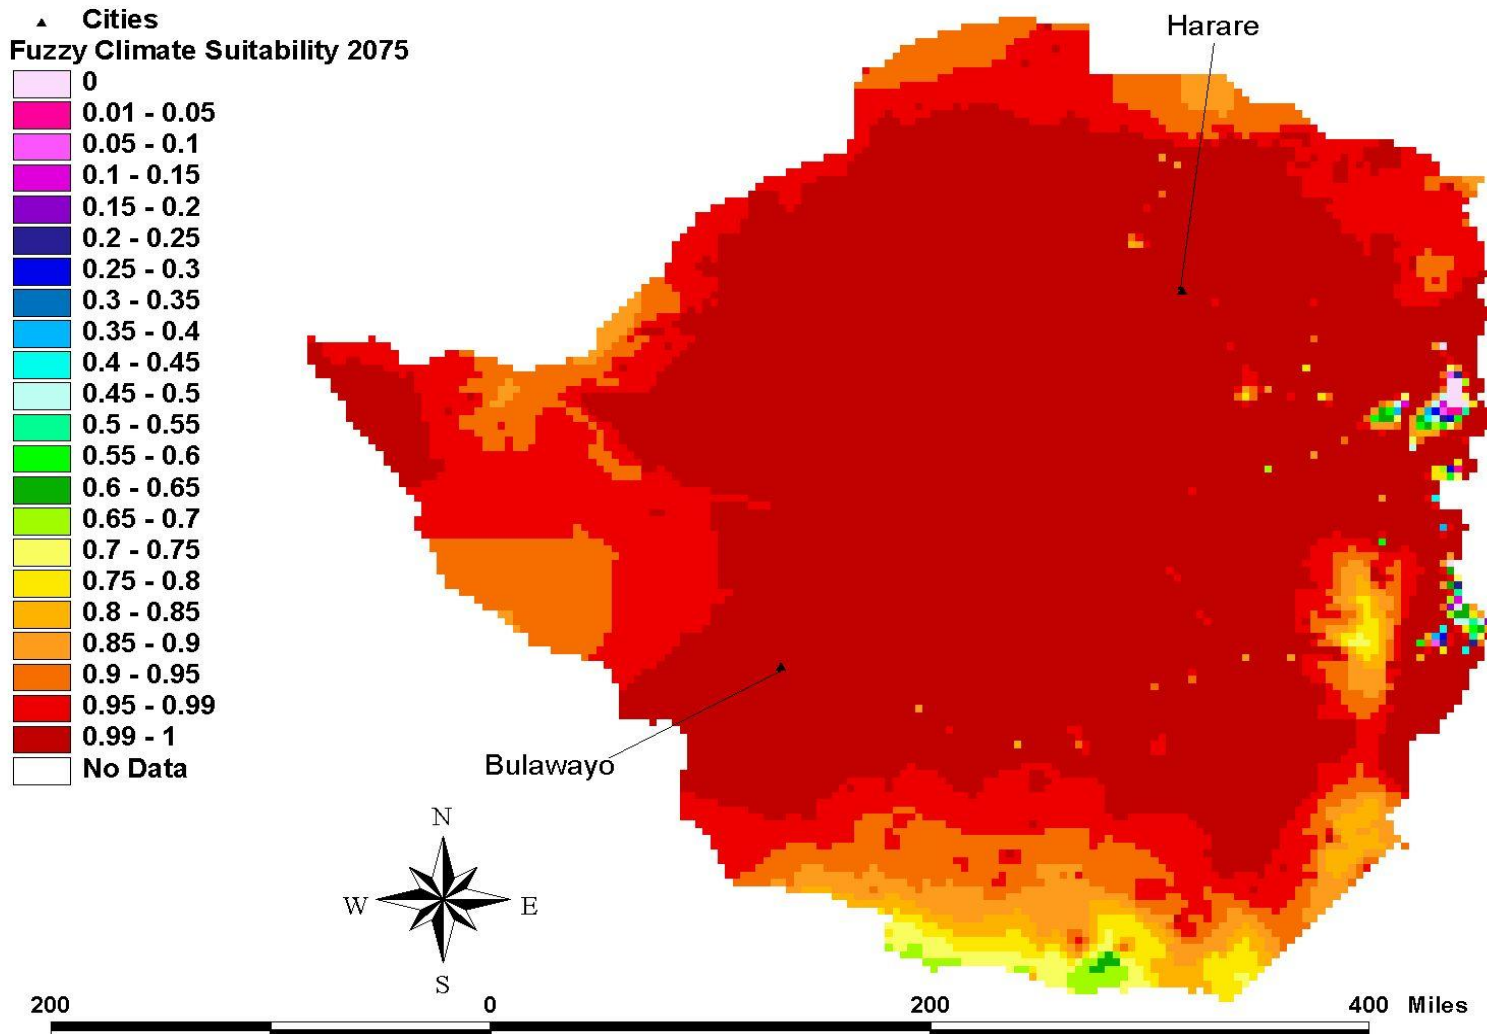 Cities
Fuzzy Climate Suitability 2075
0
0.01 - 0.05
0.05 - 0.1
0.1 - 0.15
0.15 - 0.2
0.2 - 0.25
0.25 - 0.3
0.3 - 0.35
0.35 - 0.4
0.4 - 0.45
0.45 - 0.5
0.5 - 0.55
0.55 - 0.6
0.6 - 0.65
0.65 - 0.7
0.7 - 0.75
0.75 - 0.8
0.8 - 0.85
0.85 - 0.9
0.9 - 0.95
0.95 - 0.99
0.99 - 1
No Data
Harare
Bulawayo
N
W E
S
200 0 200 400 Miles